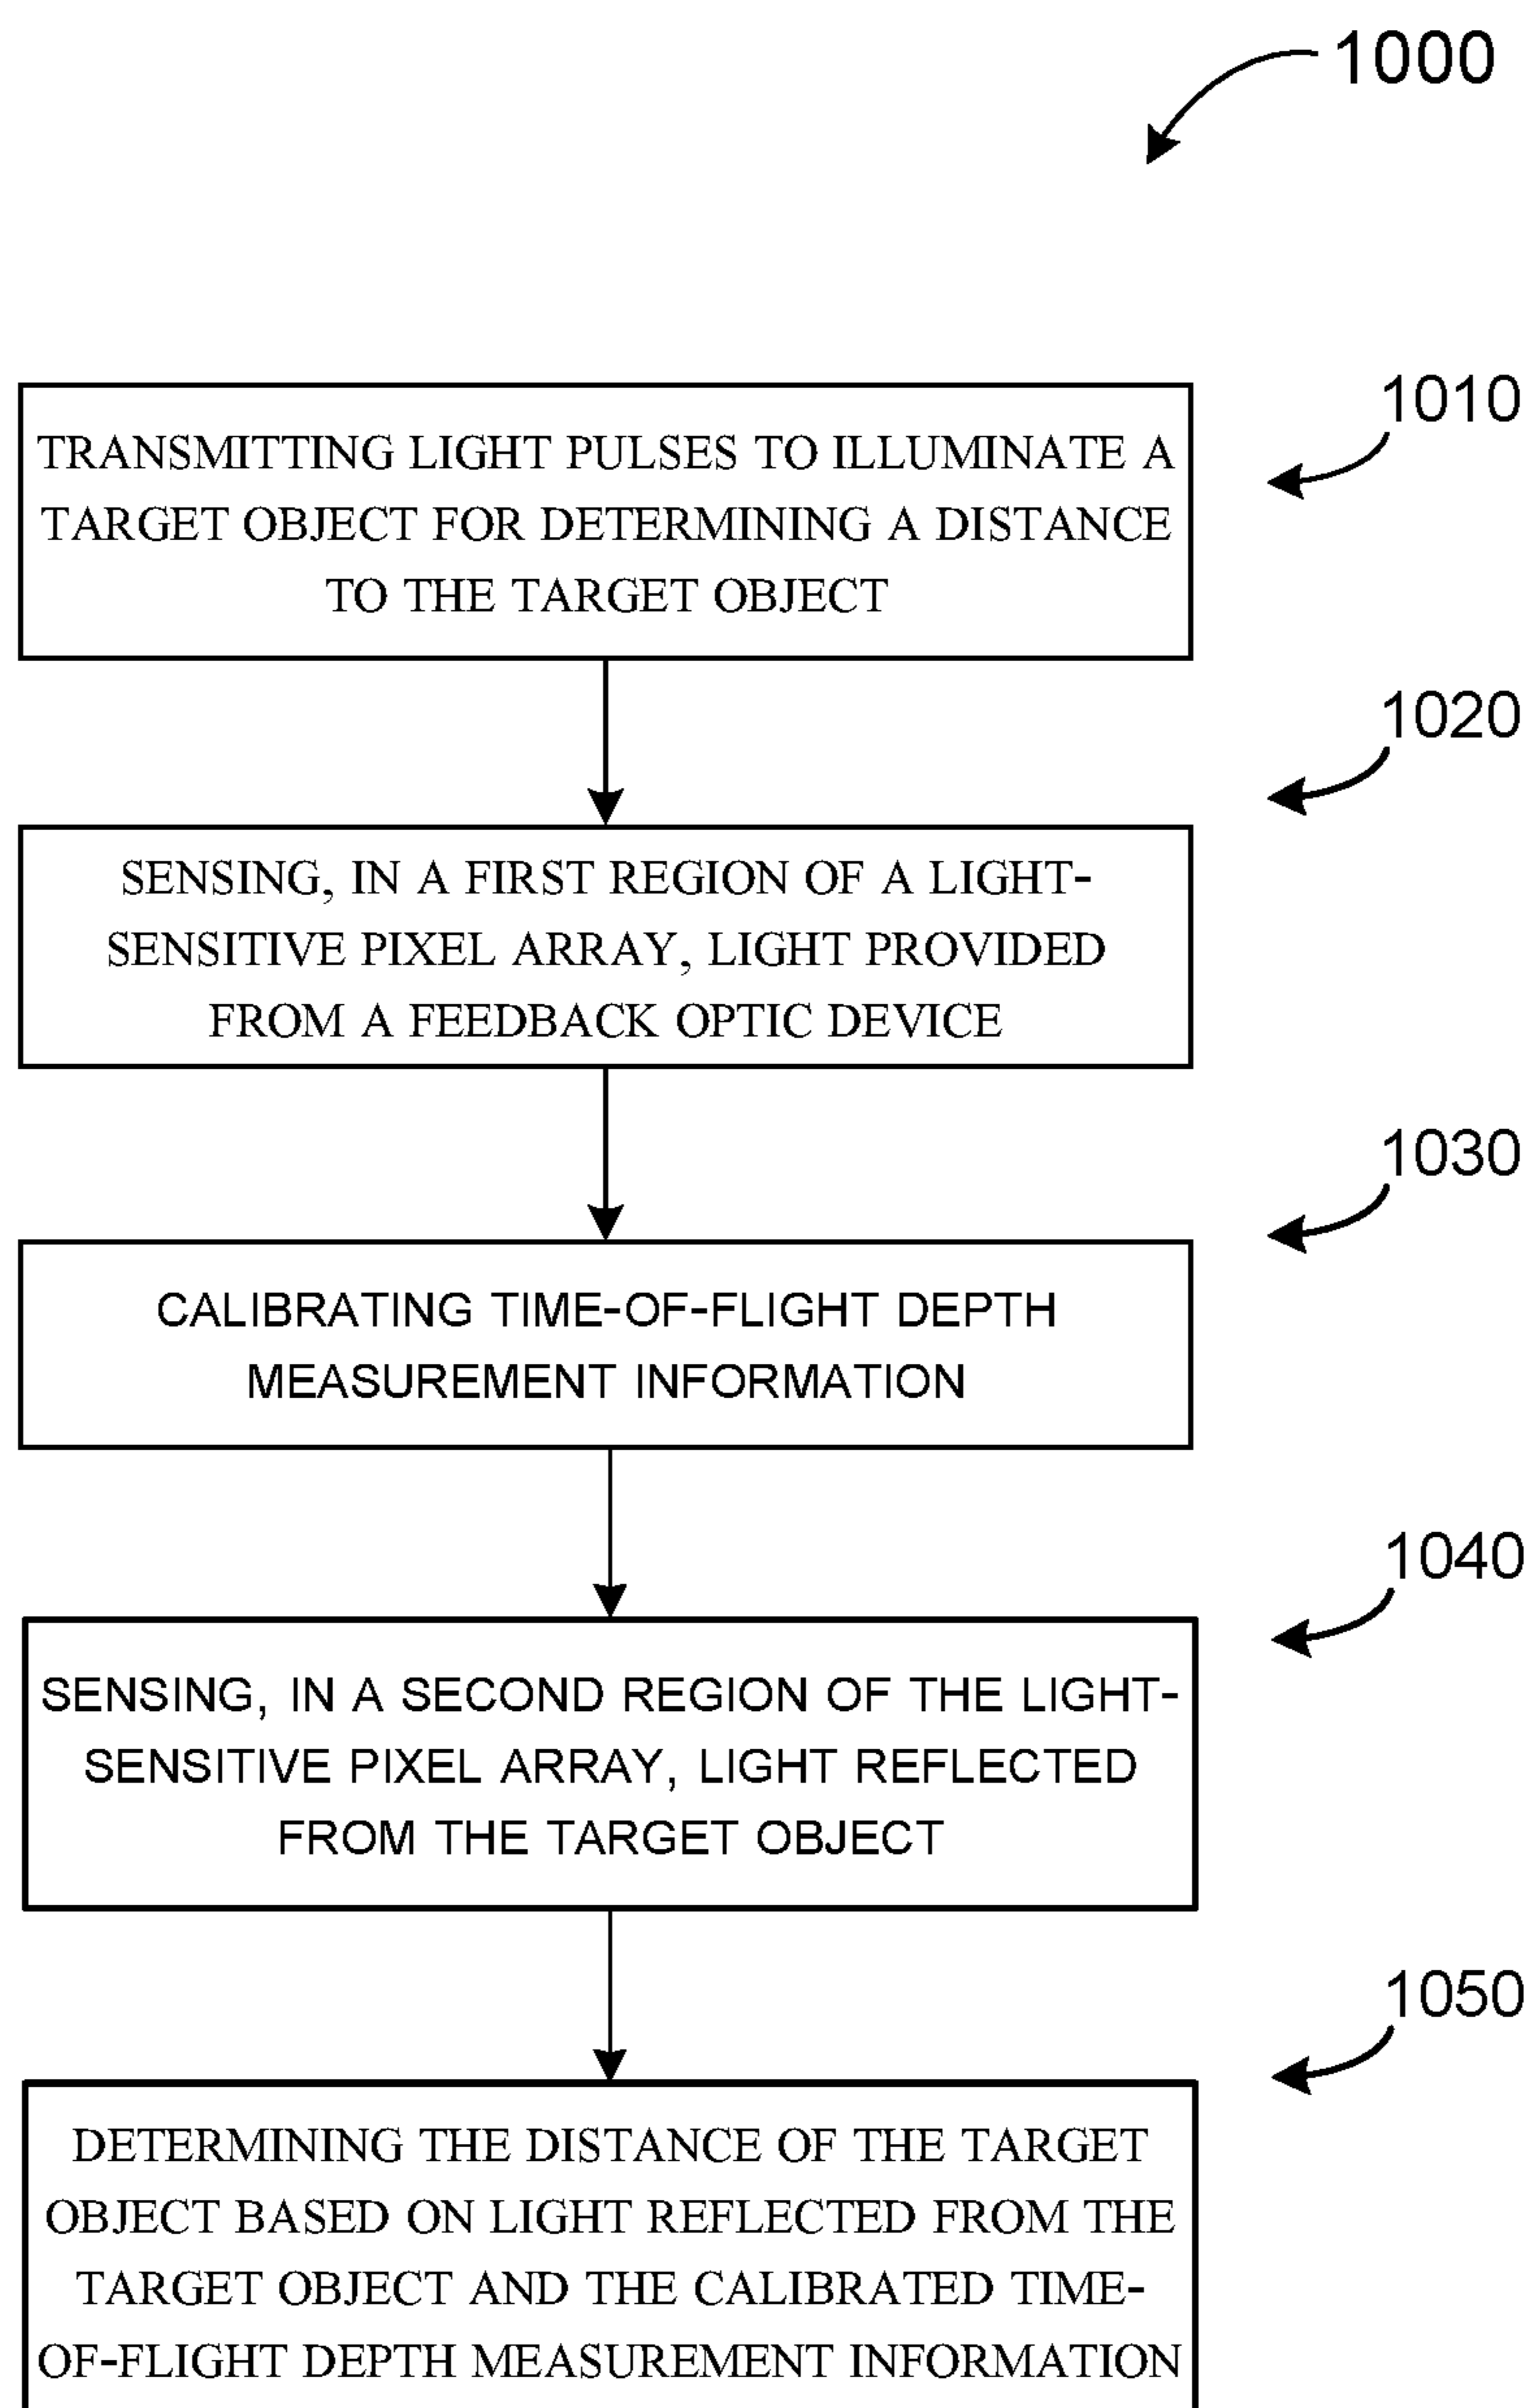 1000
1010
TRANSMITTING LIGHT PULSES TO ILLUMINATE A
TARGET OBJECT FOR DETERMINING A DISTANCE
TO THE TARGET OBJECT
1020
SENSING, IN A FIRST REGION OF A LIGHT-
SENSITIVE PIXEL ARRAY, LIGHT PROVIDED
FROM A FEEDBACK OPTIC DEVICE
1030
CALIBRATING TIME-OF-FLIGHT DEPTH
MEASUREMENT INFORMATION
1040
SENSING, IN A SECOND REGION OF THE LIGHT-
SENSITIVE PIXEL ARRAY, LIGHT REFLECTED
FROM THE TARGET OBJECT
1050
DETERMINING THE DISTANCE OF THE TARGET
OBJECT BASED ON LIGHT REFLECTED FROM THE
TARGET OBJECT AND THE CALIBRATED TIME-
OF-FLIGHT DEPTH MEASUREMENT INFORMATION